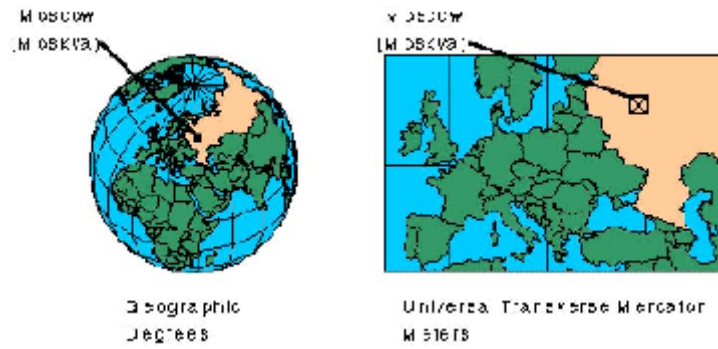 Moscow
(Moskva)
Moscow
(Moskva)
Geographic
Degrees
Universal Transverse Mercator
Meters